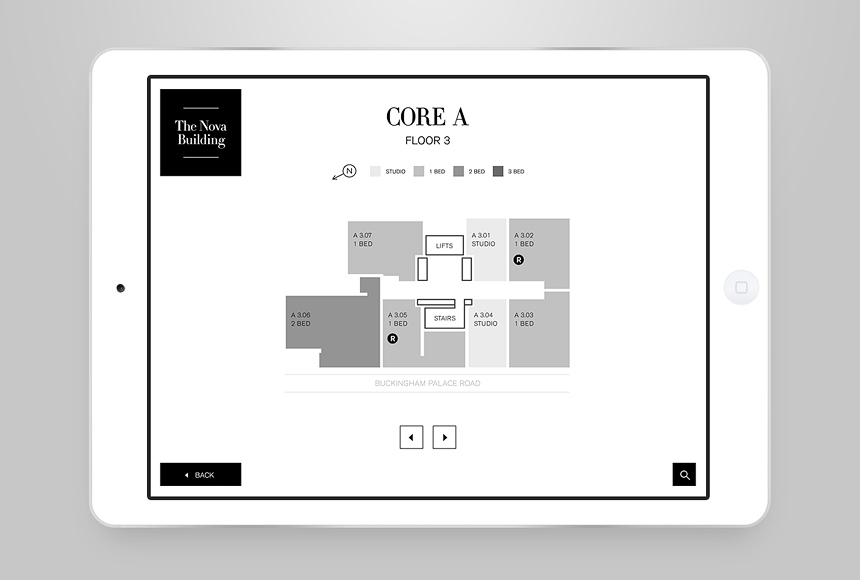 The Nova
Building
CORE A
FLOOR 3
N
STUDIO
1 BED
2 BED
3 BED
A 3.07
1 BED
LIFTS
A 3.01
STUDIO
A 3.02
1 BED
R
A 3.06
2 BED
A 3.05
1 BED
R
STAIRS
A 3.04
STUDIO
A 3.03
1 BED
BUCKINGHAM PALACE ROAD
BACK